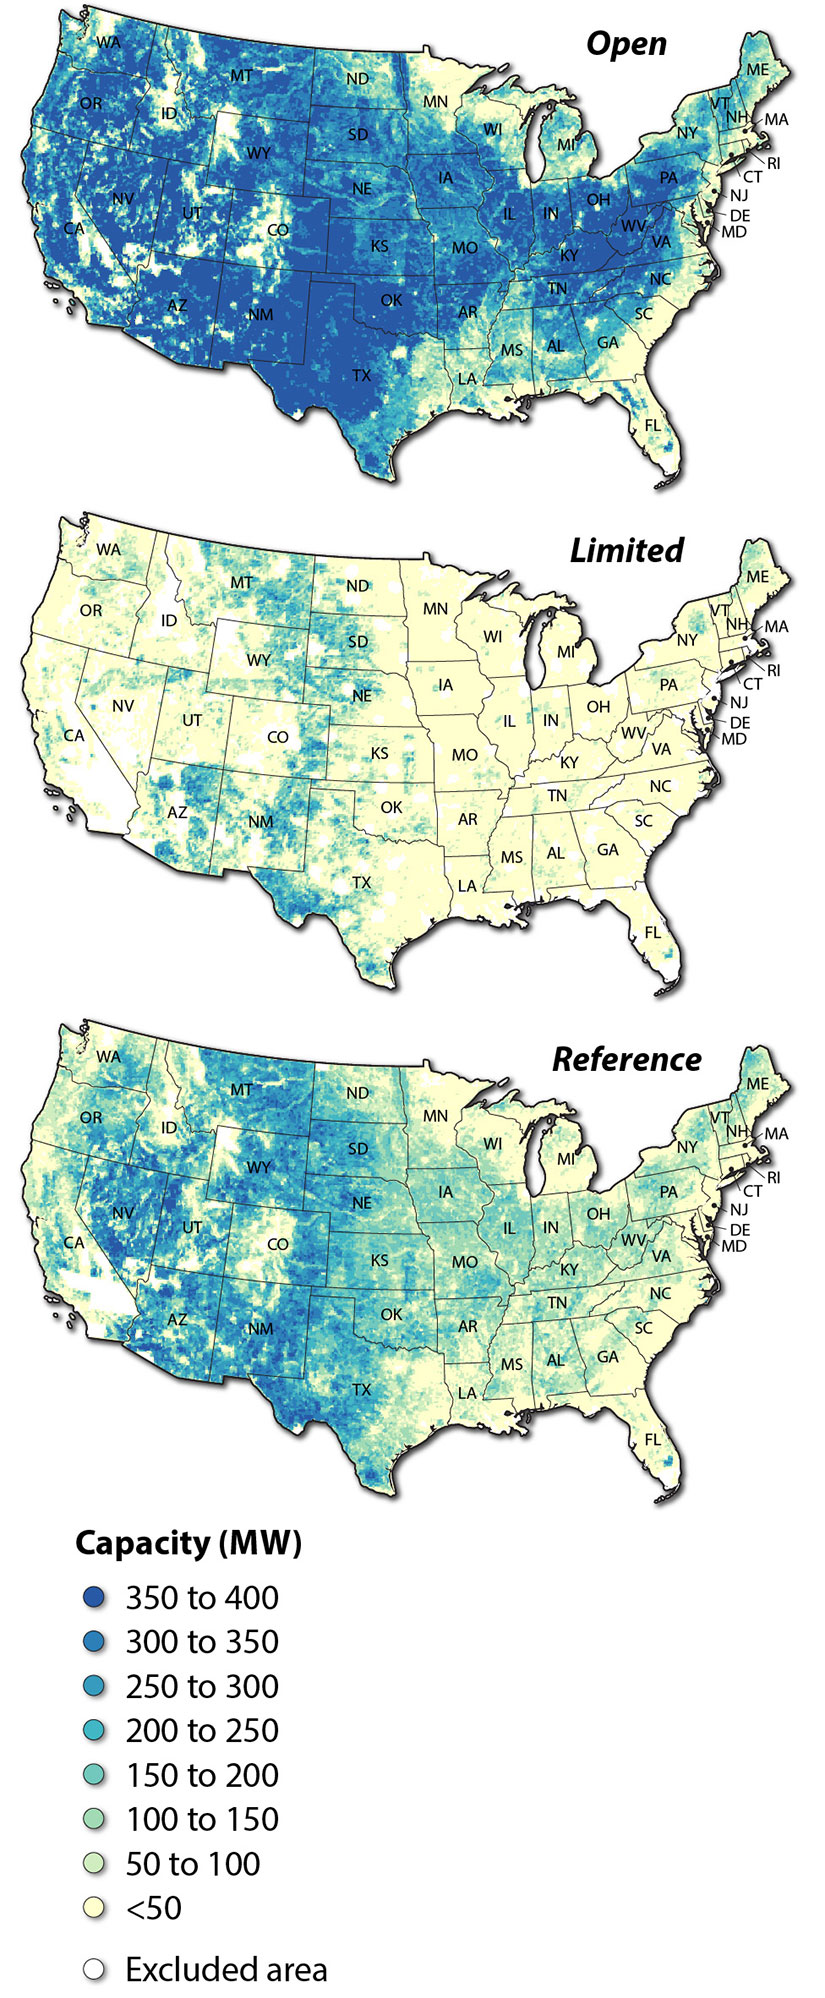 Open
WA
MT
ND
MN
ME
OR
ID
SD
WI
VT
NH
MA
MI
NY
RI
WY
CT
IA
PA
NE
NJ
NV
UT
IL
IN
OH
DE
MD
CA
CO
WV
VA
KS
MO
KY
NC
AZ
NM
OK
AR
TN
SC
MS
AL
GA
TX
LA
FL
Limited
WA
MT
ND
MN
ME
OR
ID
SD
WI
VT
NH
MA
MI
NY
RI
WY
CT
IA
PA
NE
NJ
NV
UT
IL
IN
OH
DE
MD
CA
CO
WV
VA
KS
MO
KY
NC
AZ
NM
OK
AR
TN
SC
MS
AL
GA
TX
LA
FL
Reference
WA
MT
ND
MN
ME
OR
ID
SD
WI
VT
NH
MA
MI
NY
RI
WY
CT
IA
PA
NE
NJ
NV
UT
IL
IN
OH
DE
MD
CA
CO
WV
VA
KS
MO
KY
NC
AZ
NM
OK
AR
TN
SC
MS
AL
GA
TX
LA
FL
Capacity (MW)
350 to 400
300 to 350
250 to 300
200 to 250
150 to 200
100 to 150
50 to 100
<50
Excluded area